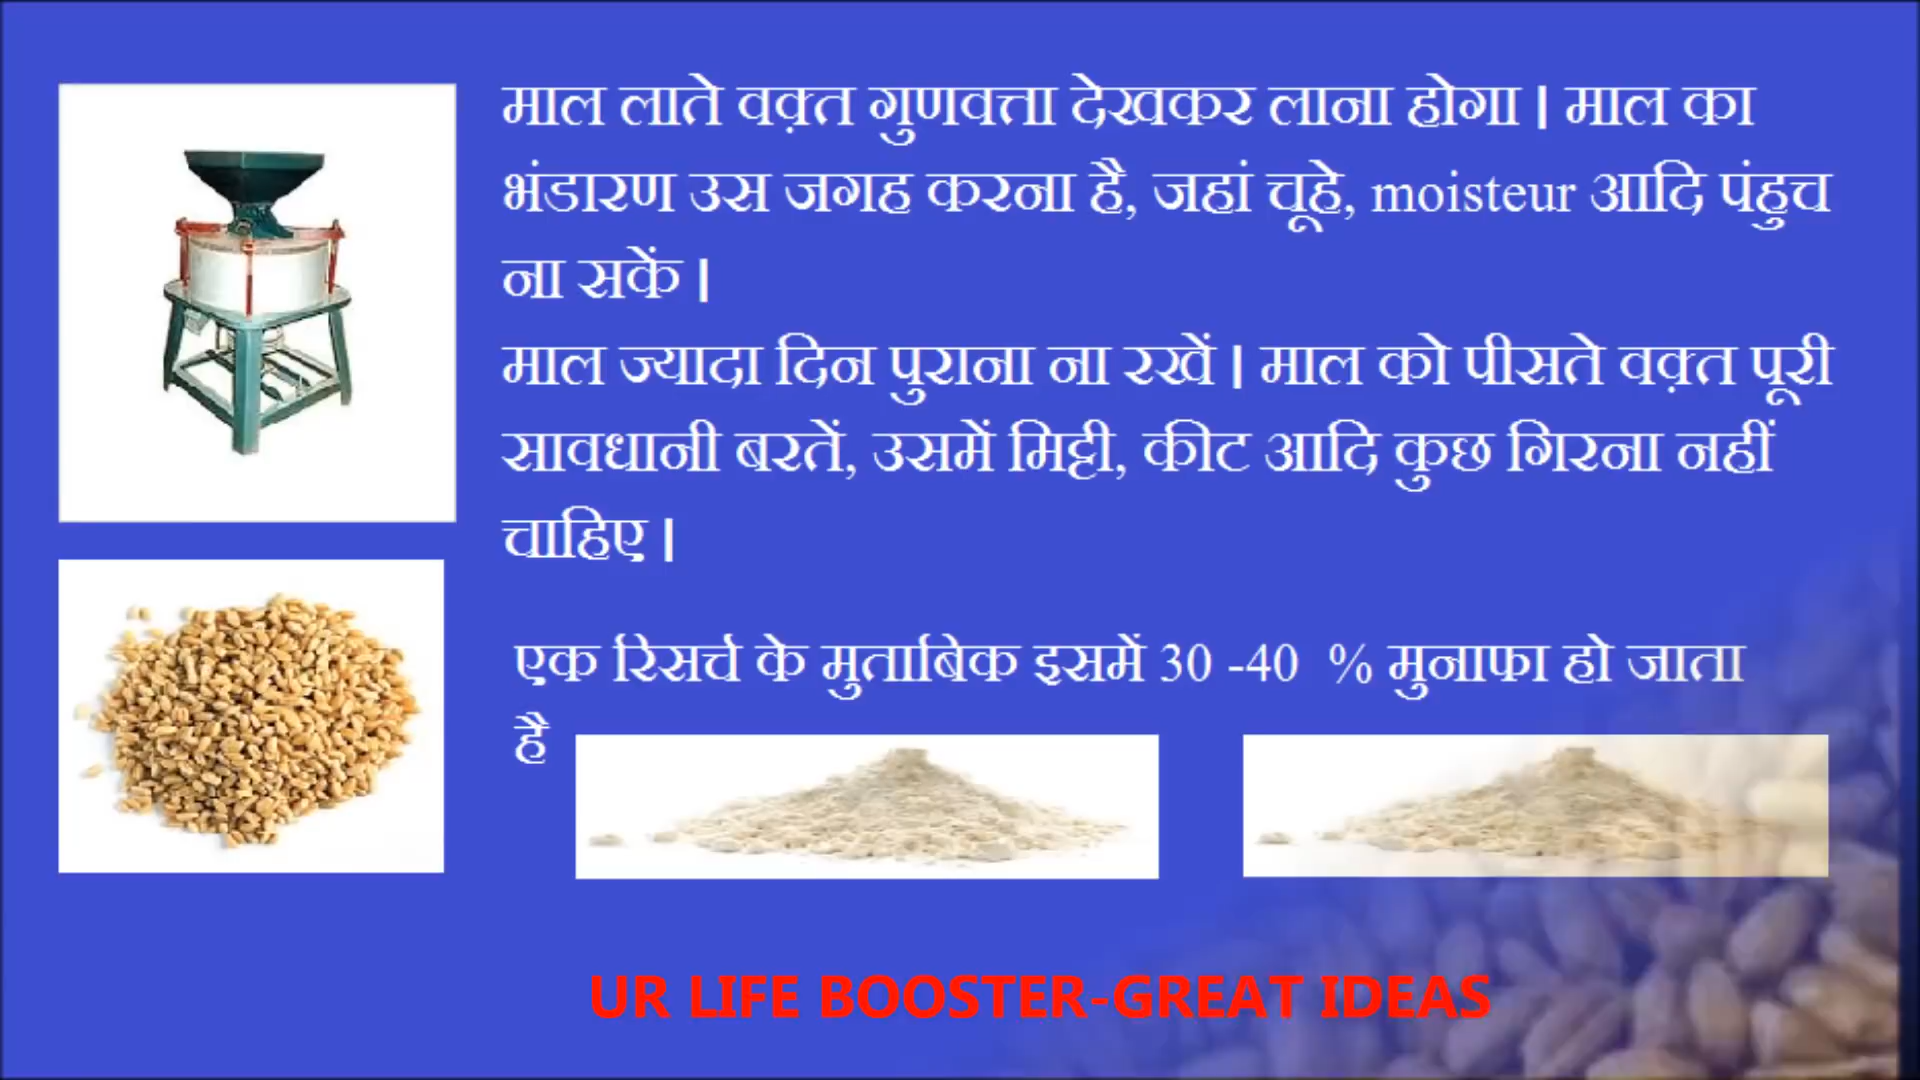 माल लाते वक़्त गुणवत्ता देखकर लाना होगा । माल का
भंडारण उस जगह करना है, जहां चूहे, moisteur आदि पंहुच
ना सकें ।
माल ज्यादा दिन पुराना ना रखें । माल को पीसते वक़्त पूरी
सावधानी बरतें, उसमें मिट्टी, कीट आदि कुछ गिरना नहीं
चाहिए ।
एक रिसर्च के मुताबिक इसमें 30 -40 % मुनाफा हो जाता
है
UR LIFE BOOSTER-GREAT IDEAS